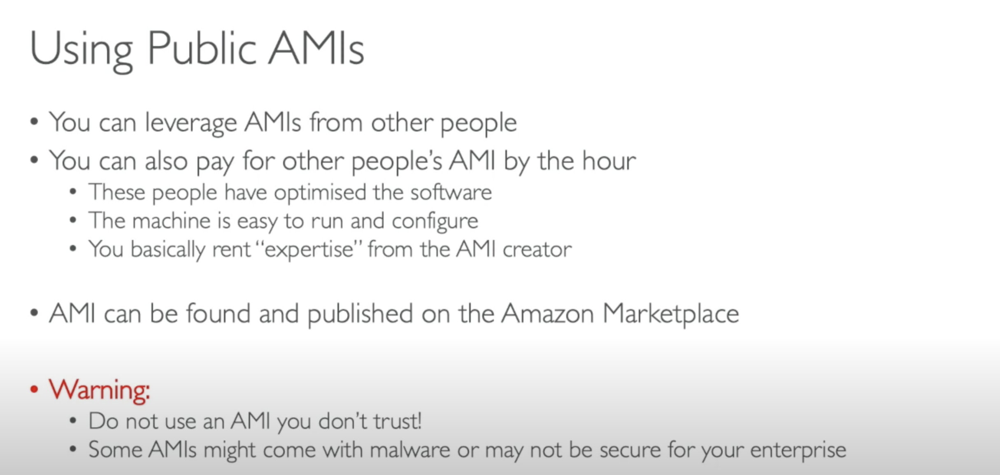 Using Public AMIs
• You can leverage AMIs from other people
• You can also pay for other people’s AMI by the hour
• These people have optimised the software
• The machine is easy to run and configure
• You basically rent “expertise” from the AMI creator
• AMI can be found and published on the Amazon Marketplace
• Warning:
• Do not use an AMI you don’t trust!
• Some AMIs might come with malware or may not be secure for your enterprise